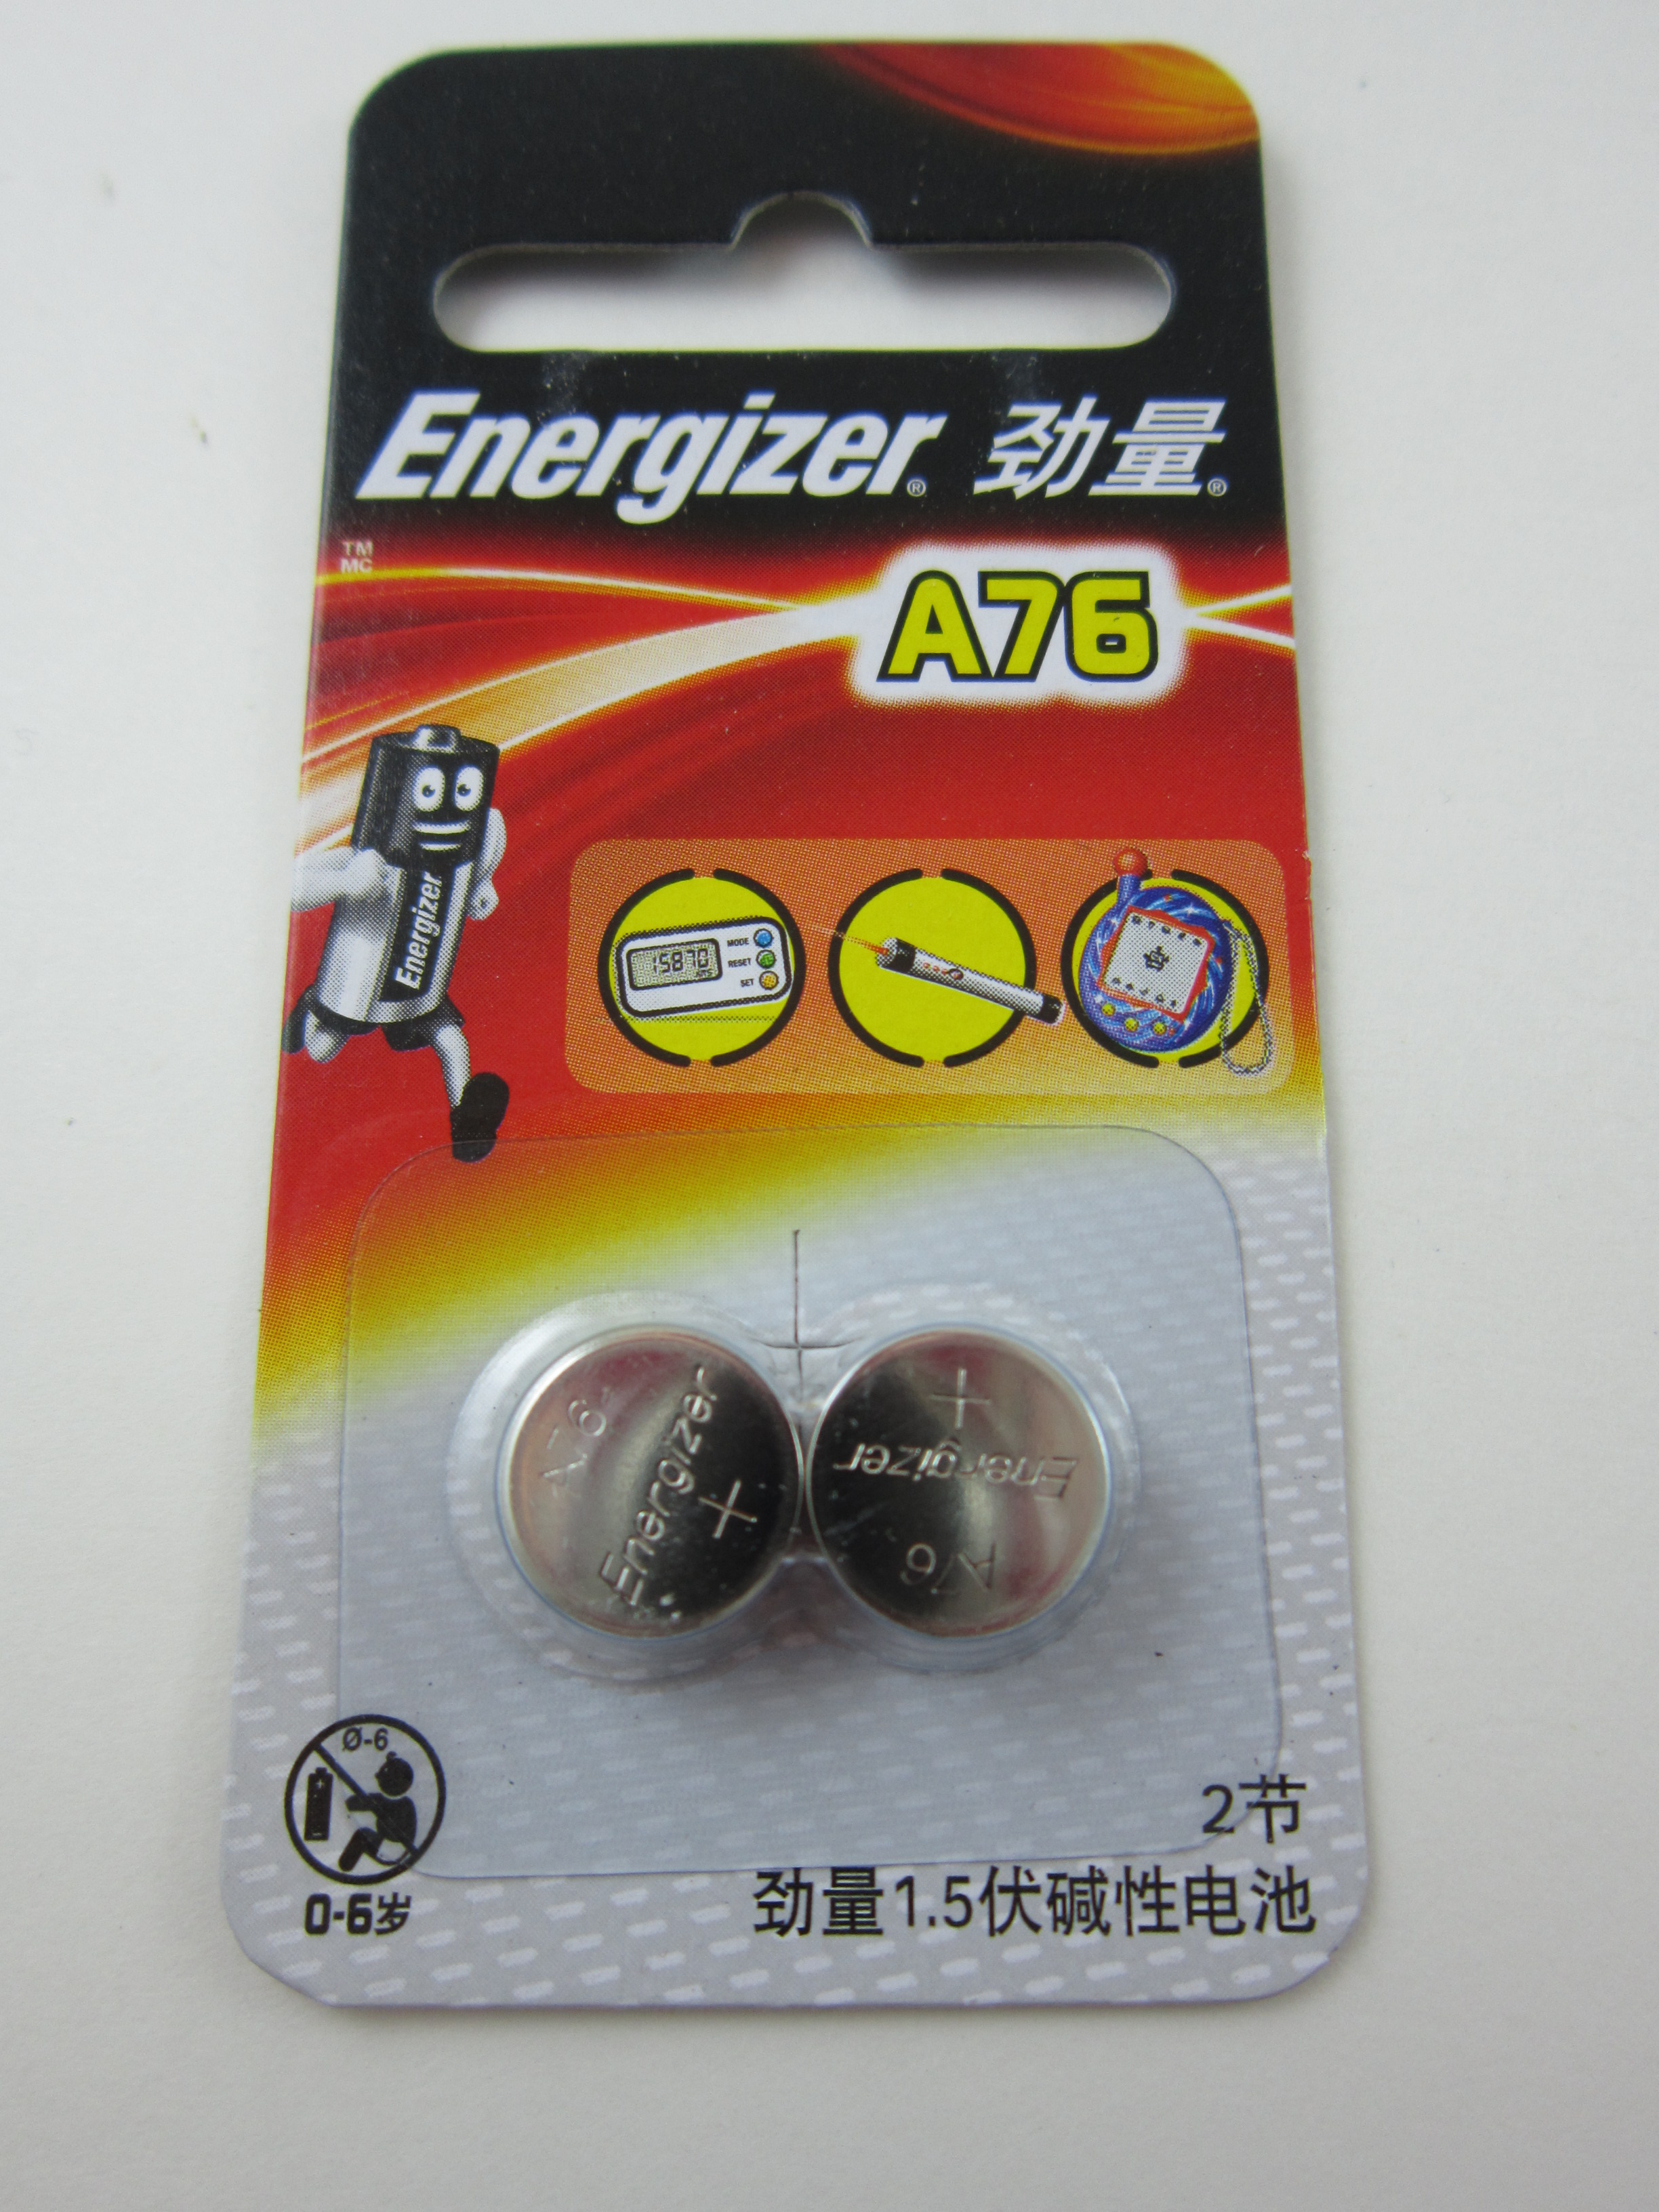 Energizer® 劲量®
TM
MC
A76
Energizer
15870
MODE
RESET
SET
A76
Energizer
+
+
Energizer
A76
Ø-6
0-6岁
2节
劲量1.5伏碱性电池